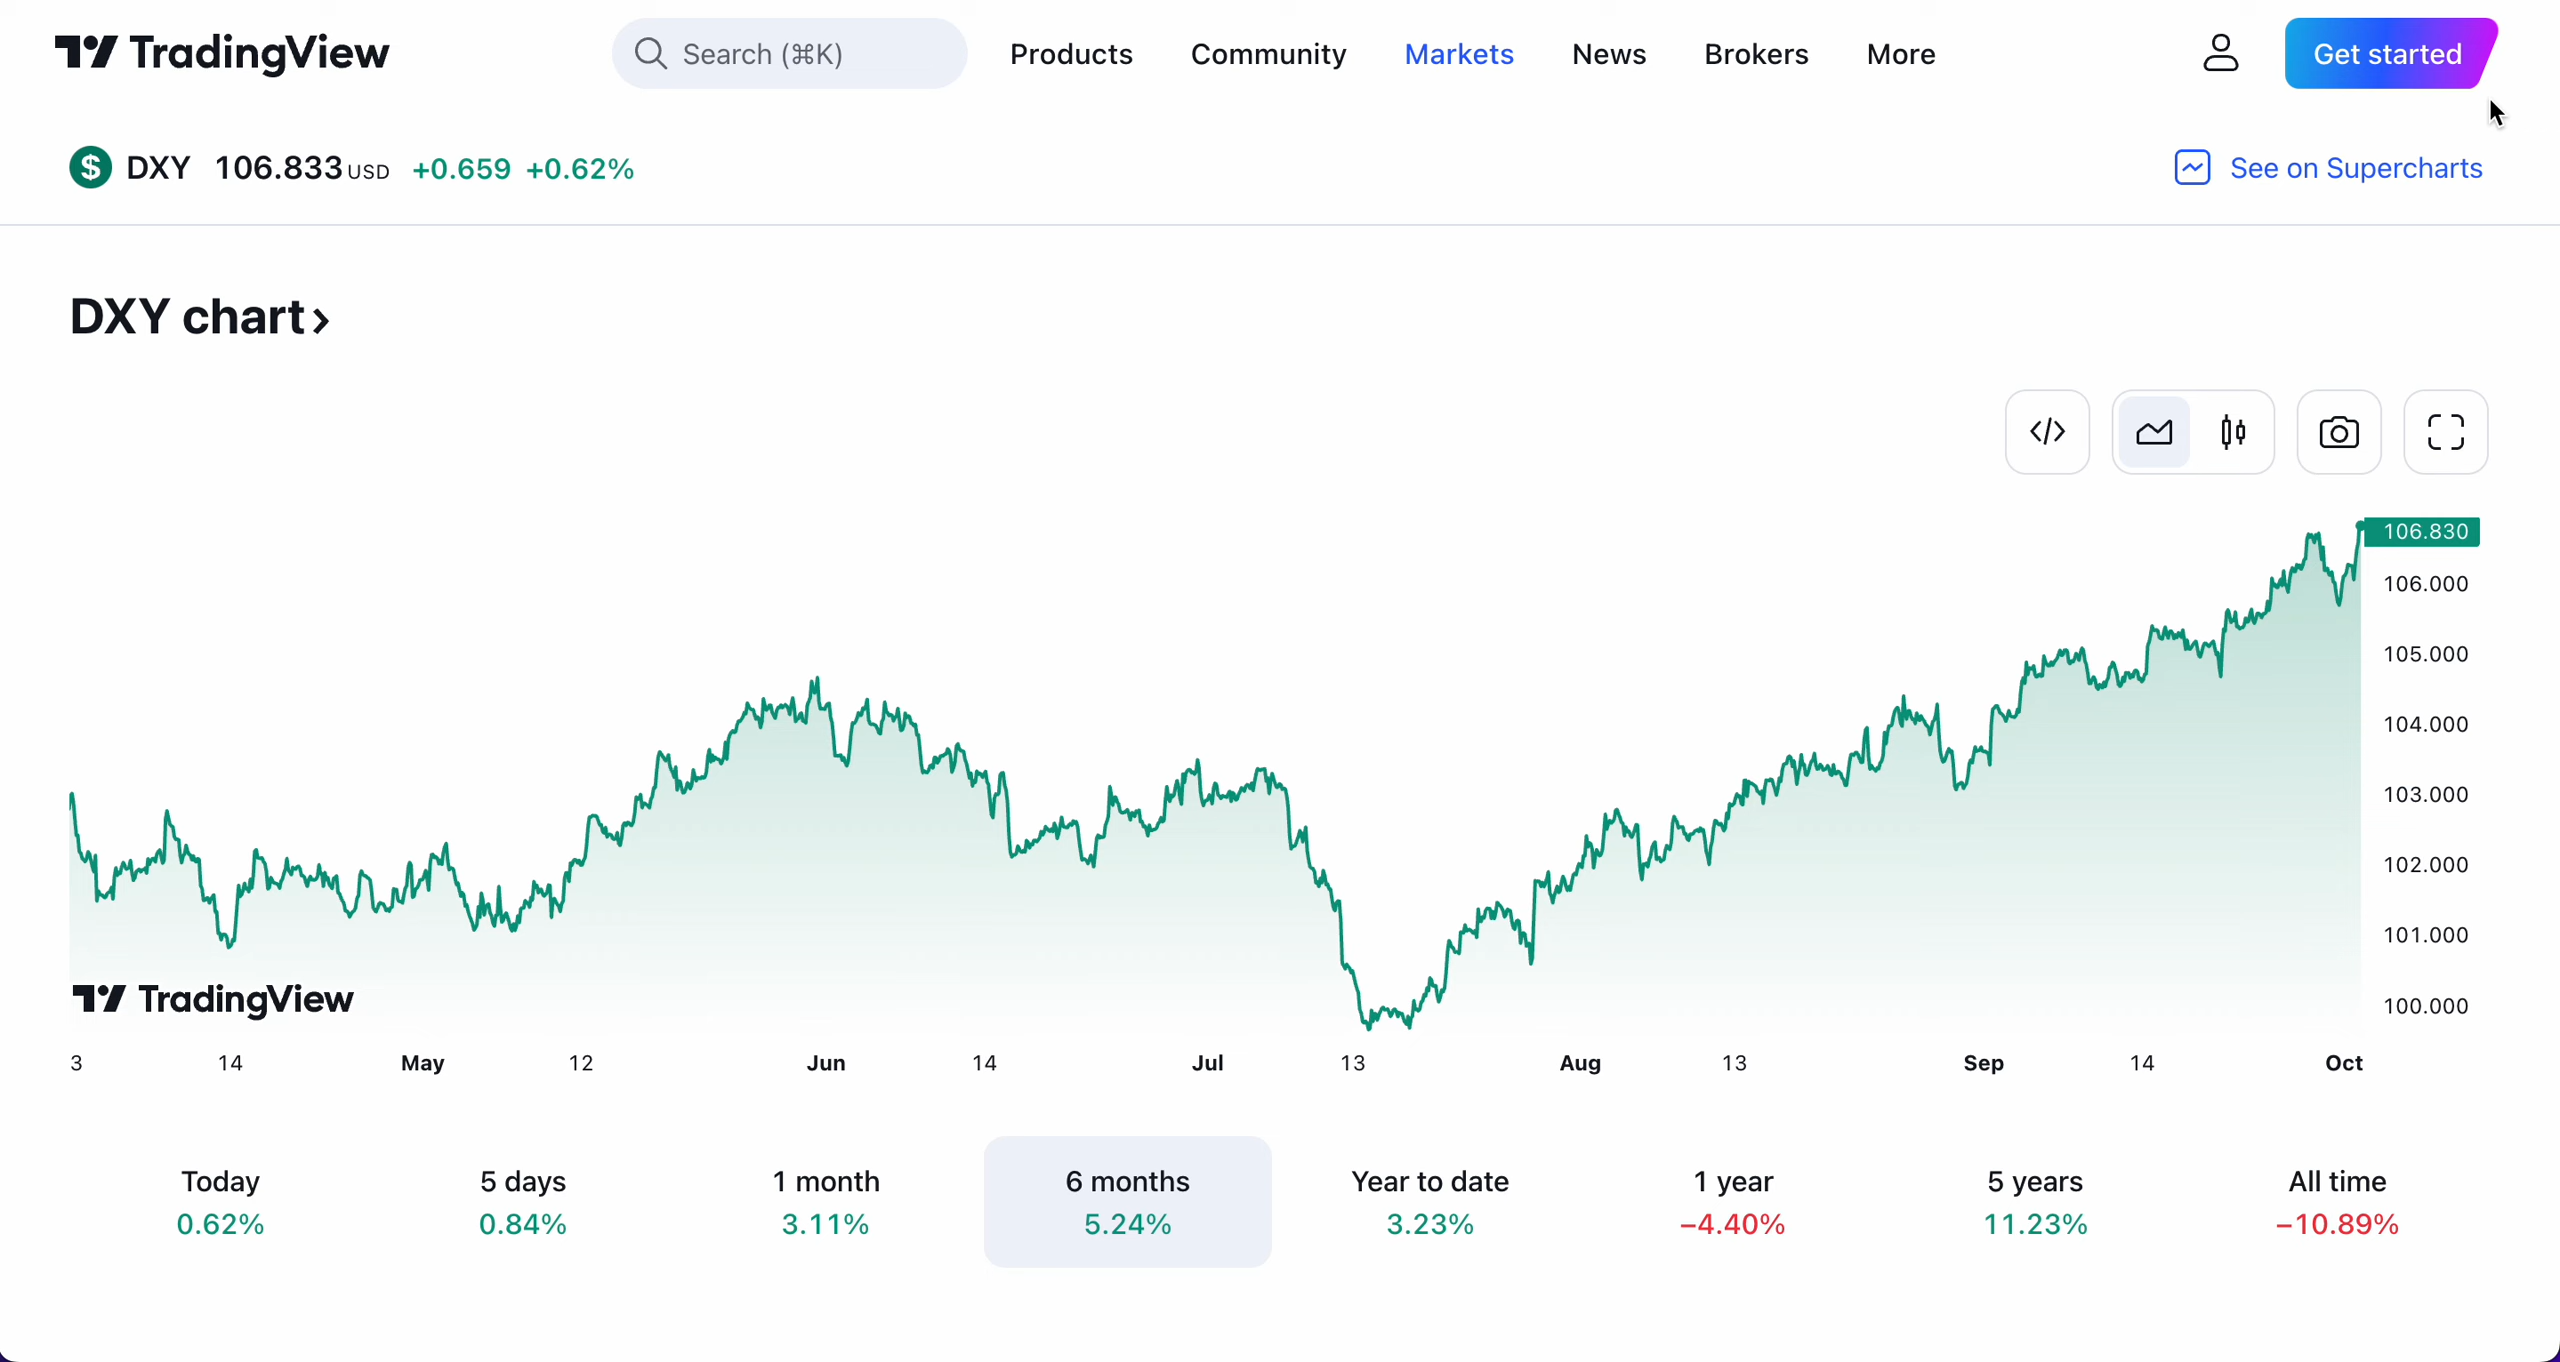 TradingView Search (⌘K) Products Community Markets News Brokers More Get started
DXY 106.833 USD +0.659 +0.62% See on Supercharts
DXY chart ›
106.830
106.000
105.000
104.000
103.000
102.000
101.000
100.000
TradingView
3 14 May 12 Jun 14 Jul 13 Aug 13 Sep 14 Oct
Today 5 days 1 month 6 months Year to date 1 year 5 years All time
0.62% 0.84% 3.11% 5.24% 3.23% −4.40% 11.23% −10.89%